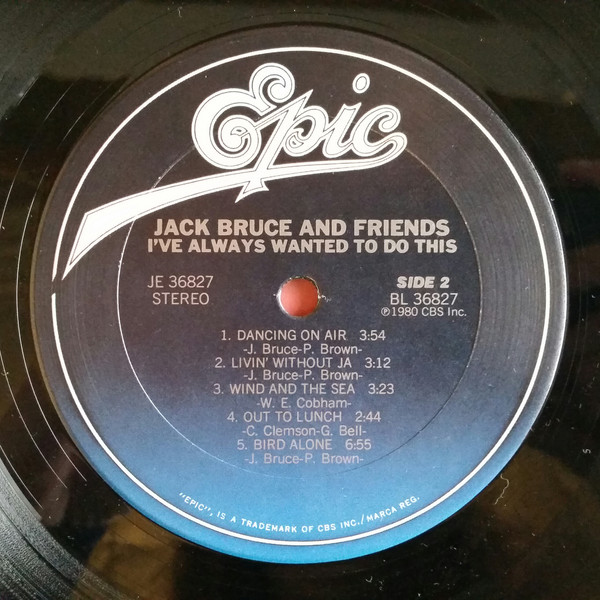 Epic
JACK BRUCE AND FRIENDS
I'VE ALWAYS WANTED TO DO THIS
JE 36827
STEREO
SIDE 2
BL 36827
℗1980 CBS Inc.
1. DANCING ON AIR 3:54
-J. Bruce-P. Brown-
2. LIVIN' WITHOUT JA 3:12
-J. Bruce-P. Brown-
3. WIND AND THE SEA 3:23
-W. E. Cobham-
4. OUT TO LUNCH 2:44
-C. Clemson-G. Bell-
5. BIRD ALONE 6:55
-J. Bruce-P. Brown-
"EPIC", IS A TRADEMARK OF CBS INC./MARCA REG.